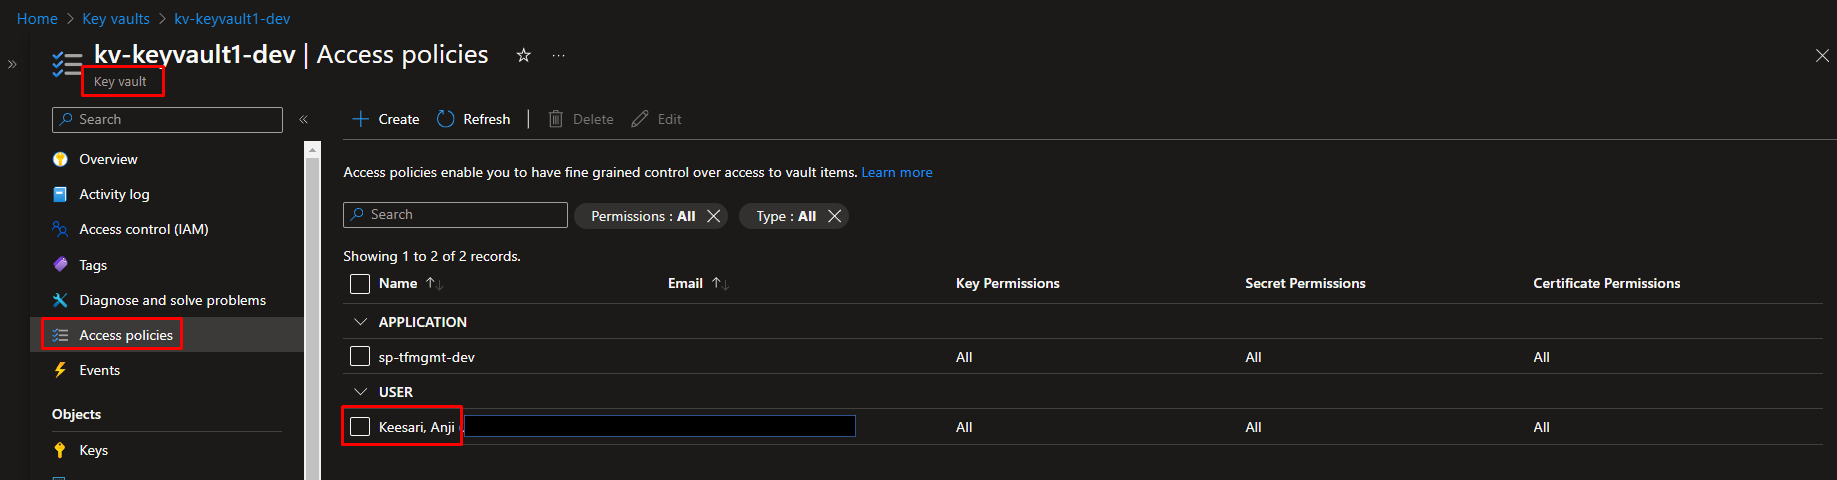 Home > Key vaults > kv-keyvault1-dev
kv-keyvault1-dev | Access policies
Key vault
Search
Create Refresh Delete Edit
Overview
Activity log
Access control (IAM)
Tags
Diagnose and solve problems
Access policies
Events
Objects
Keys
Access policies enable you to have fine grained control over access to vault items. Learn more
Search
Permissions : All
Type : All
Showing 1 to 2 of 2 records.
Name Email Key Permissions Secret Permissions Certificate Permissions
APPLICATION
sp-tfmgmt-dev All All All
USER
Keesari, Anji All All All